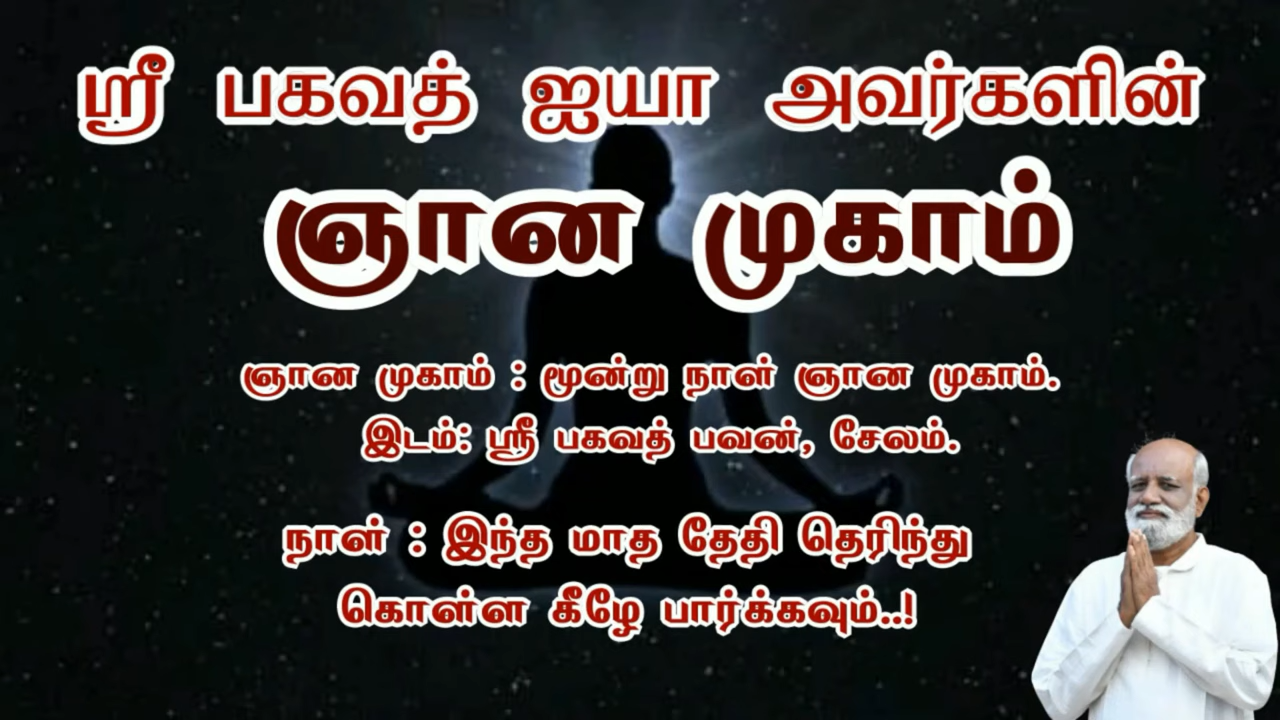 ஸ்ரீ பகவத் ஐயா அவர்களின்
ஞான முகாம்
ஞான முகாம் : மூன்று நாள் ஞான முகாம்.
இடம்: ஸ்ரீ பகவத் பவன், சேலம்.
நாள் : இந்த மாத தேதி தெரிந்து
கொள்ள கீழே பார்க்கவும்..!